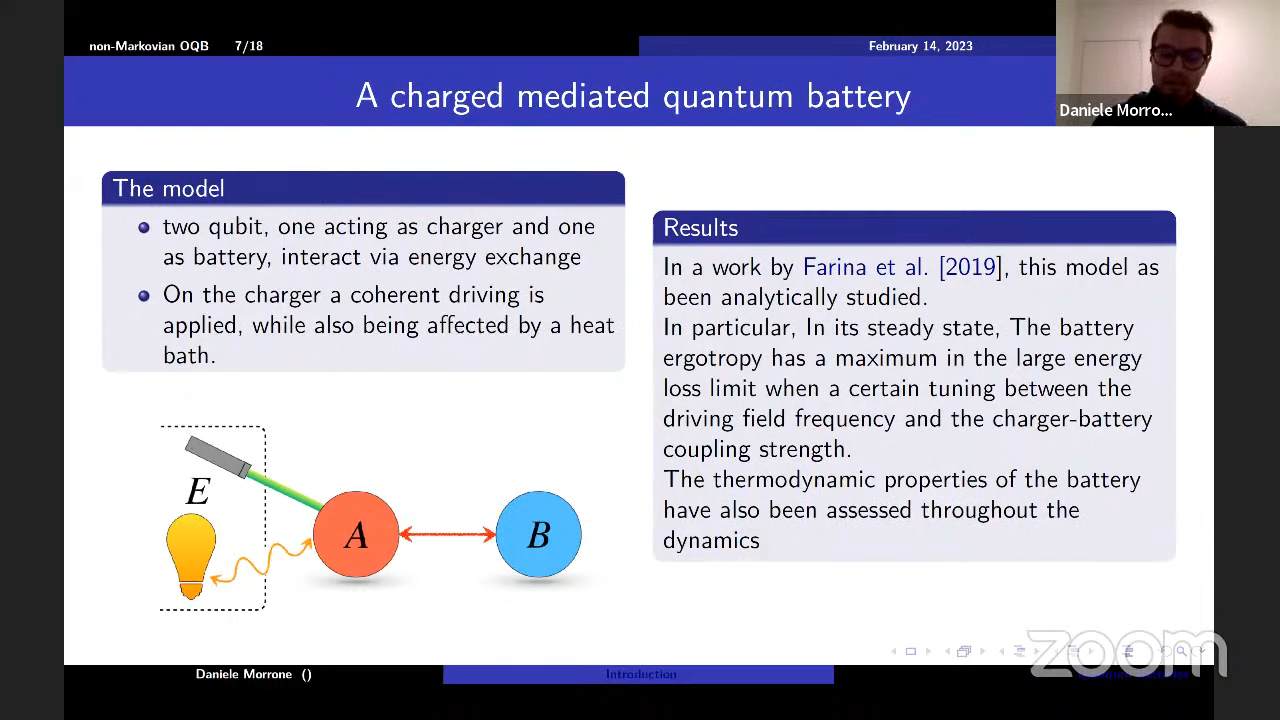 non-Markovian OQB 7/18
February 14, 2023
A charged mediated quantum battery
Daniele Morro...
The model
two qubit, one acting as charger and one
as battery, interact via energy exchange
On the charger a coherent driving is
applied, while also being affected by a heat
bath.
Results
In a work by Farina et al. [2019], this model as
been analytically studied.
In particular, In its steady state, The battery
ergotropy has a maximum in the large energy
loss limit when a certain tuning between the
driving field frequency and the charger-battery
coupling strength.
The thermodynamic properties of the battery
have also been assessed throughout the
dynamics
E
A
B
zoom
Daniele Morrone ()
Introduction